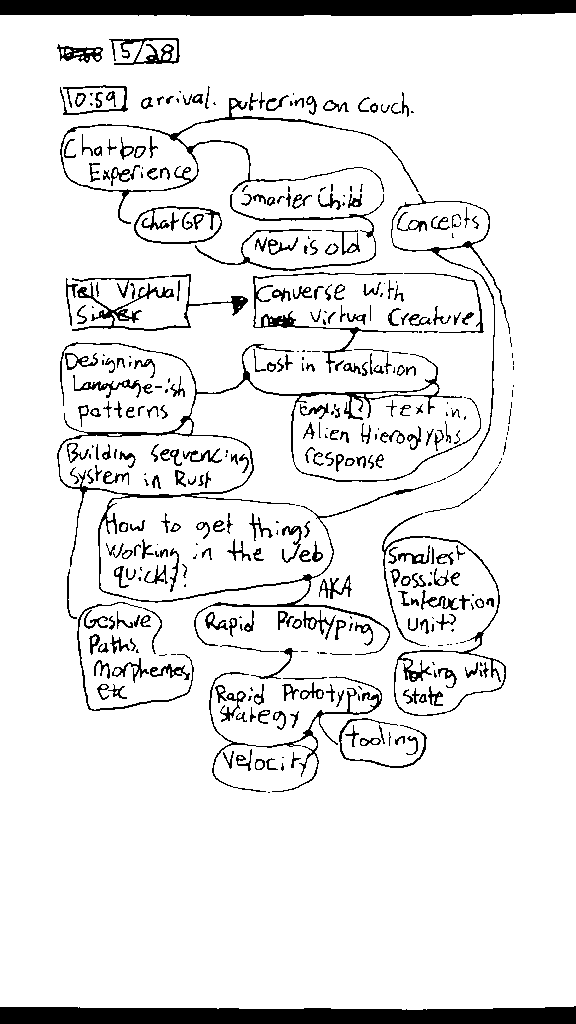 5/28
10:59 arrival. puttering on couch.
Chatbot
Experience
Smarter Child
chatGPT
New is old
Concepts
Tell Virtual
Singer
Converse with
Virtual Creature
Lost in translation
Designing
Language-ish
patterns
English(?) text in,
Alien Hieroglyphs
response
Building sequencing
system in Rust
How to get things
working in the web
quickly?
AKA
Smallest
Possible
Interaction
unit?
Gesture
Paths,
Morphemes,
etc
Rapid Prototyping
Poking with
State
Rapid Prototyping
Strategy
tooling
Velocity